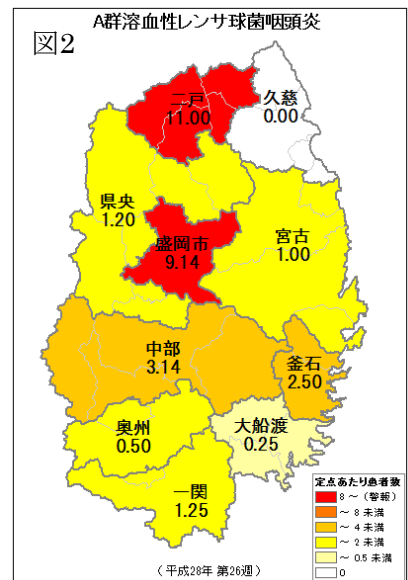 A群溶血性レンサ球菌咽頭炎
図2
二戸
11.00
久慈
0.00
県央
1.20
盛岡市
9.14
宮古
1.00
中部
3.14
釜石
2.50
奥州
0.50
大船渡
0.25
一関
1.25
定点あたり患者数
8 ～ (警報)
～ 8 未満
～ 4 未満
～ 2 未満
～ 0.5 未満
0
(平成28年 第26週)